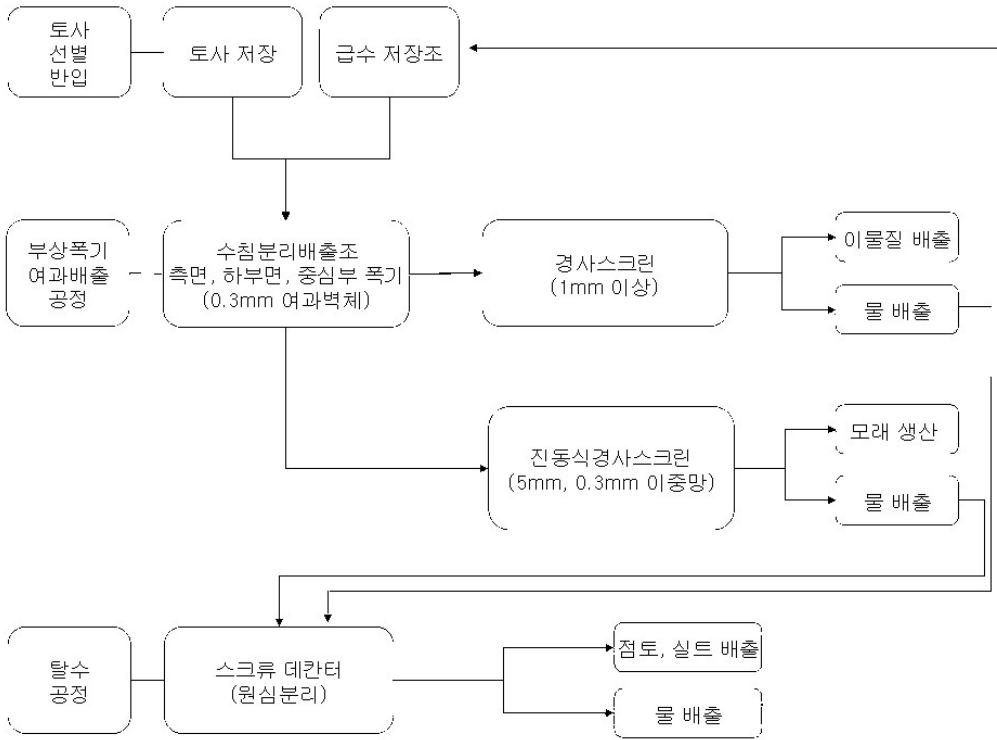 토사
선별
반입
토사 저장
급수 저장조
부상폭기
여과배출
공정
수침분리배출조
측면, 하부면, 중심부 폭기
(0.3mm 여과벽체)
경사스크린
(1mm 이상)
이물질 배출
물 배출
진동식경사스크린
(5mm, 0.3mm 이중망)
모래 생산
물 배출
탈수
공정
스크류 데칸터
(원심분리)
점토, 실트 배출
물 배출